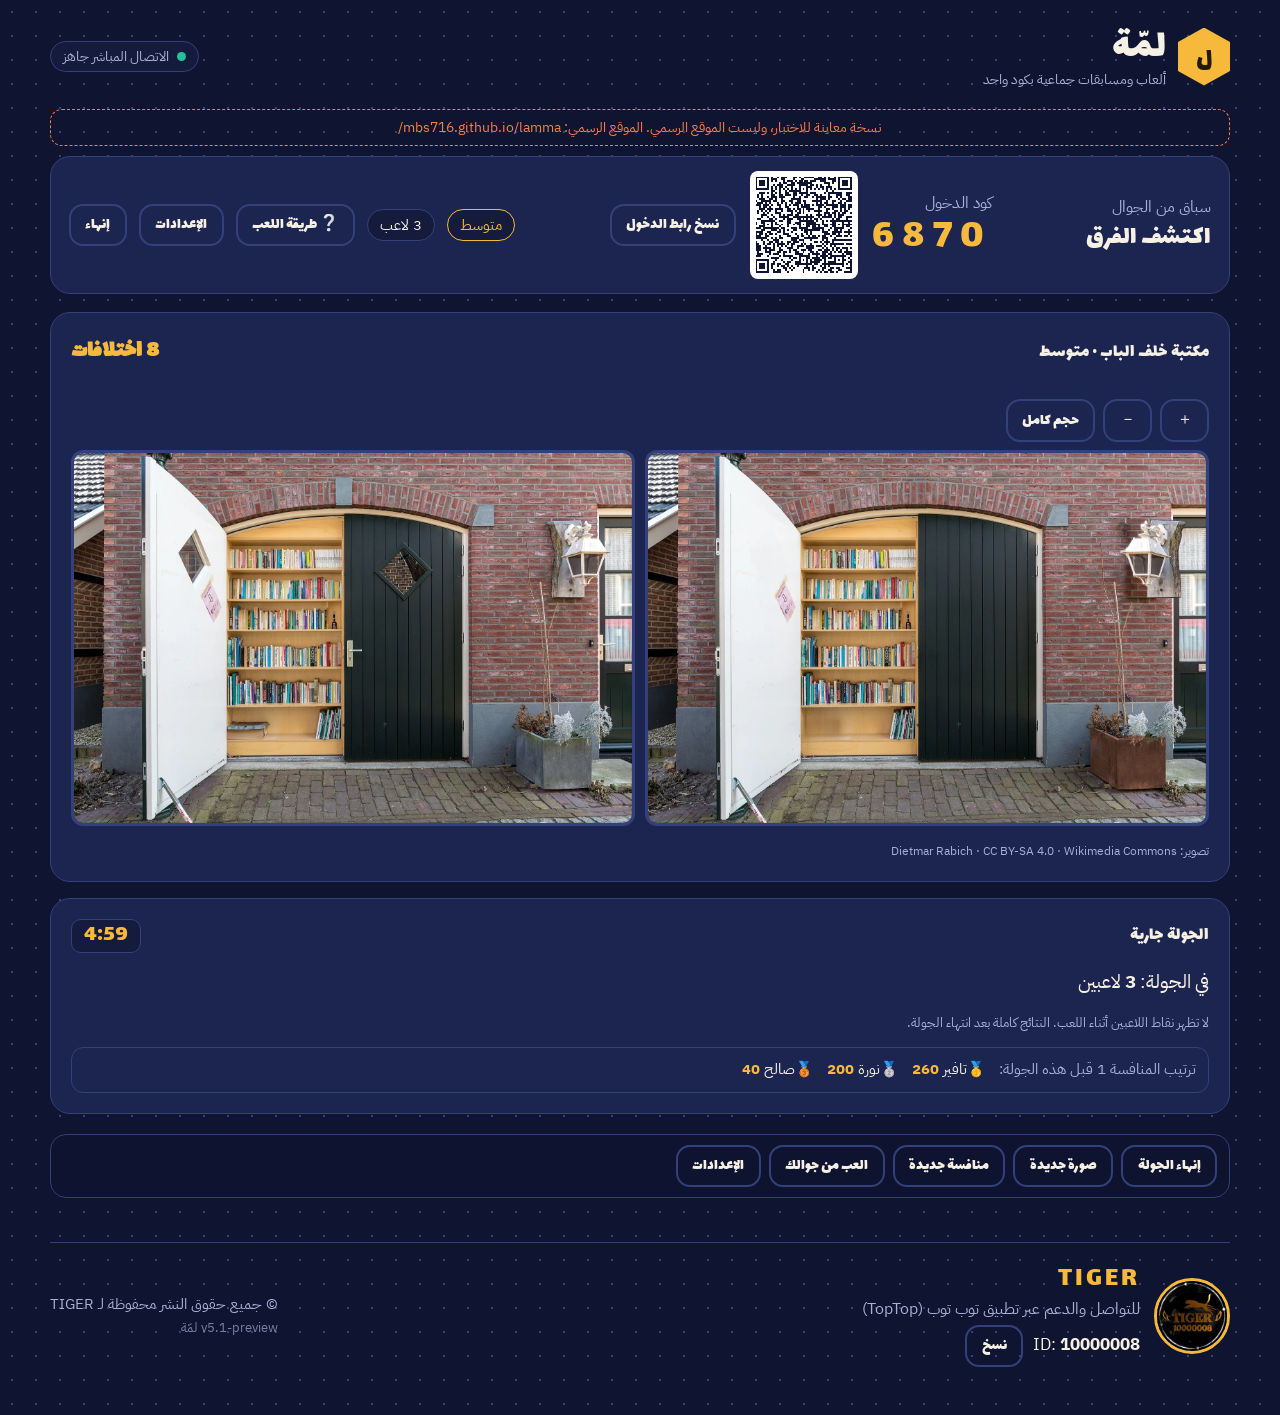 ل
لمّة
ألعاب ومسابقات جماعية بكود واحد
الاتصال المباشر جاهز
نسخة معاينة للاختبار، وليست الموقع الرسمي. الموقع الرسمي: mbs716.github.io/lamma/
سباق من الجوال
اكتشف الفرق
كود الدخول
6870
نسخ رابط الدخول
متوسط
3 لاعب
❔ طريقة اللعب
الإعدادات
إنهاء
مكتبة خلف الباب · متوسط
8 اختلافات
+
−
حجم كامل
تصوير: Dietmar Rabich · CC BY-SA 4.0 · Wikimedia Commons
الجولة جارية
4:59
في الجولة: 3 لاعبين
لا تظهر نقاط اللاعبين أثناء اللعب. النتائج كاملة بعد انتهاء الجولة.
ترتيب المنافسة 1 قبل هذه الجولة: 🥇 تافير 260 🥈 نورة 200 🥉 صالح 40
إنهاء الجولة
صورة جديدة
منافسة جديدة
العب من جوالك
الإعدادات
TIGER
10000008
TIGER
للتواصل والدعم عبر تطبيق توب توب (TopTop)
ID: 10000008
نسخ
© جميع حقوق النشر محفوظة لـ TIGER
لمّة v5.1-preview